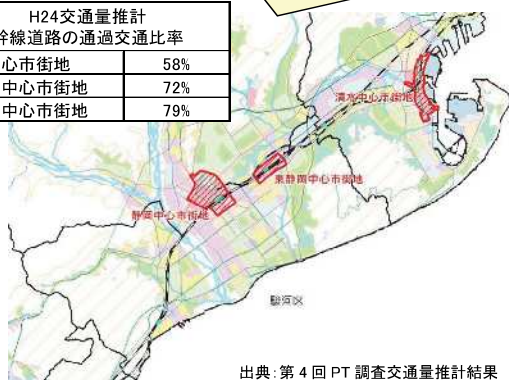 H24交通量推計
幹線道路の通過交通比率
心市街地 58%
中心市街地 72%
中心市街地 79%
清水中心市街地
東静岡中心市街地
静岡中心市街地
駿河区
出典:第4回PT調査交通量推計結果